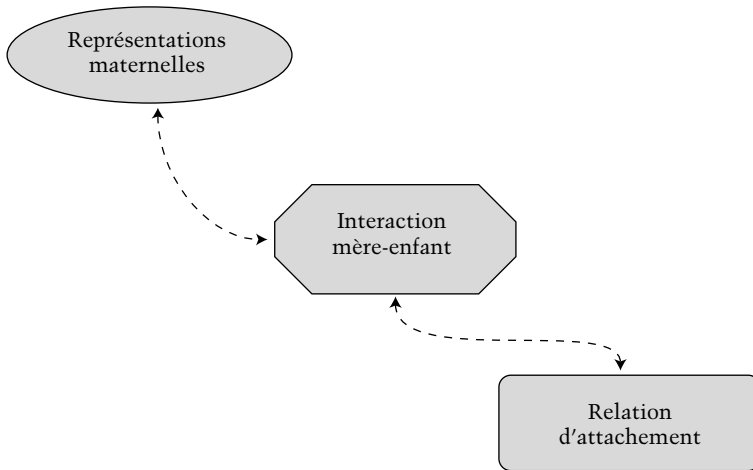 Représentations
maternelles
Interaction
mère-enfant
Relation
d'attachement